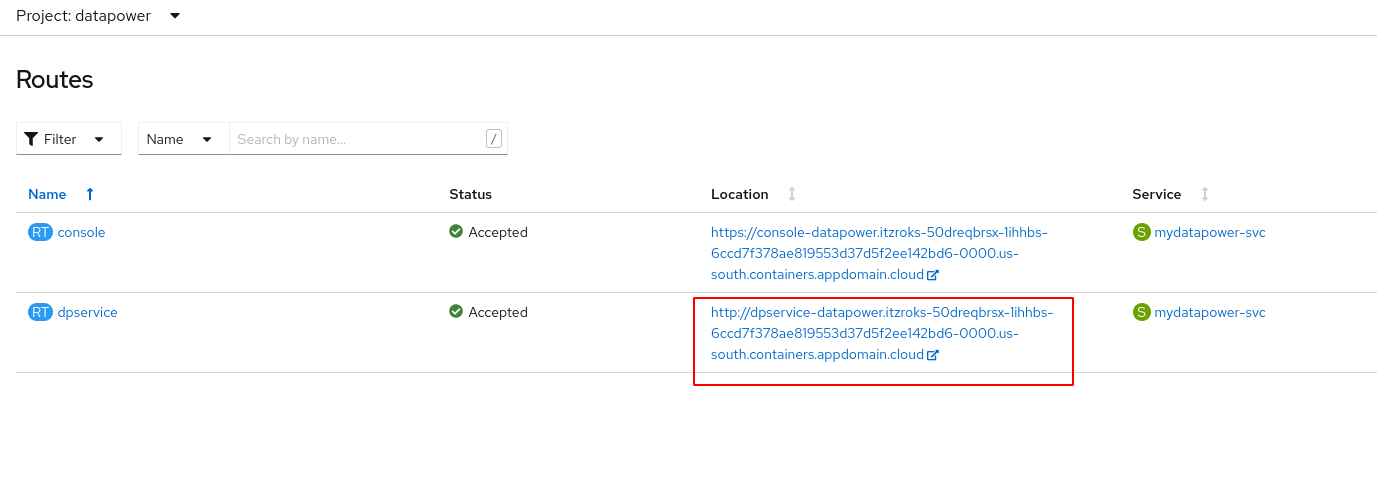 Project: datapower
Routes
Filter Name Search by name... /
Name Status Location Service
RT console Accepted https://console-datapower.itzroks-50dreqbrsx-1ihhbs- S mydatapower-svc
6ccd7f378ae819553d37d5f2ee142bd6-0000.us-
south.containers.appdomain.cloud
RT dpservice Accepted http://dpservice-datapower.itzroks-50dreqbrsx-1ihhbs- S mydatapower-svc
6ccd7f378ae819553d37d5f2ee142bd6-0000.us-
south.containers.appdomain.cloud